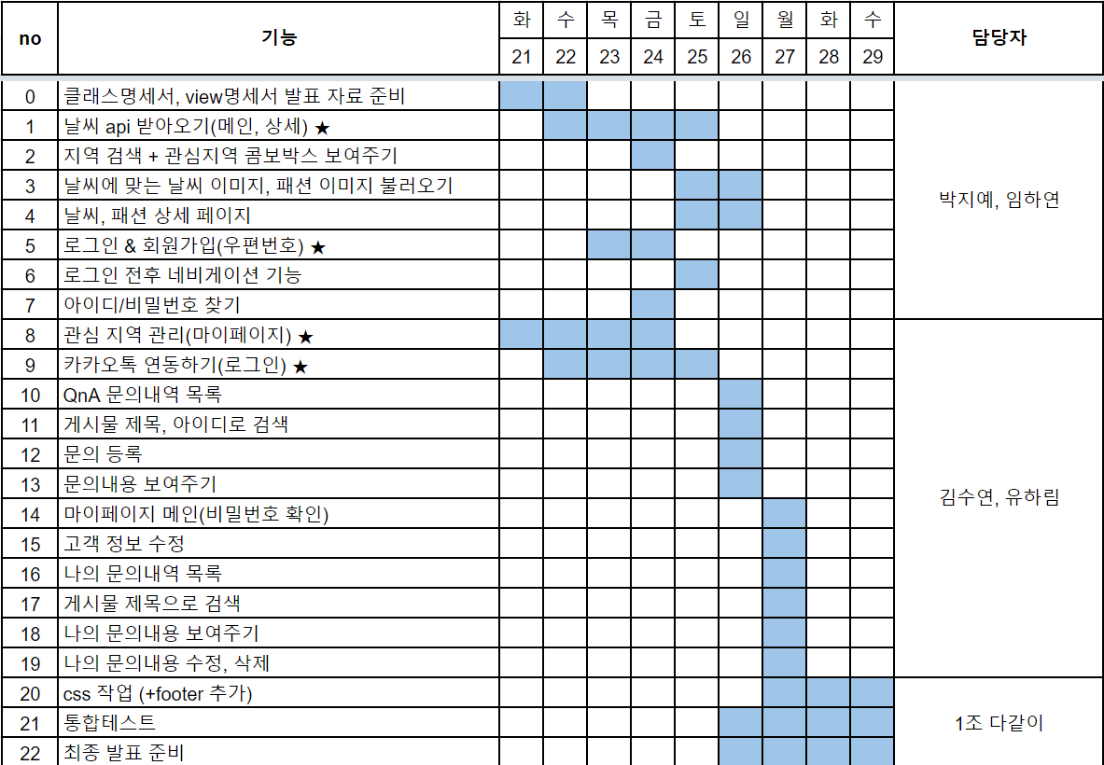 no 기능 화 수 목 금 토 일 월 화 수 담당자
21 22 23 24 25 26 27 28 29
0 클래스명세서, view명세서 발표 자료 준비
1 날씨 api 받아오기(메인, 상세) ★
2 지역 검색 + 관심지역 콤보박스 보여주기
3 날씨에 맞는 날씨 이미지, 패션 이미지 불러오기
박지예, 임하연
4 날씨, 패션 상세 페이지
5 로그인 & 회원가입(우편번호) ★
6 로그인 전후 네비게이션 기능
7 아이디/비밀번호 찾기
8 관심 지역 관리(마이페이지) ★
9 카카오톡 연동하기(로그인) ★
10 QnA 문의내역 목록
11 게시물 제목, 아이디로 검색
12 문의 등록
13 문의내용 보여주기
김수연, 유하림
14 마이페이지 메인(비밀번호 확인)
15 고객 정보 수정
16 나의 문의내역 목록
17 게시물 제목으로 검색
18 나의 문의내용 보여주기
19 나의 문의내용 수정, 삭제
20 css 작업 (+footer 추가)
21 통합테스트 1조 다같이
22 최종 발표 준비